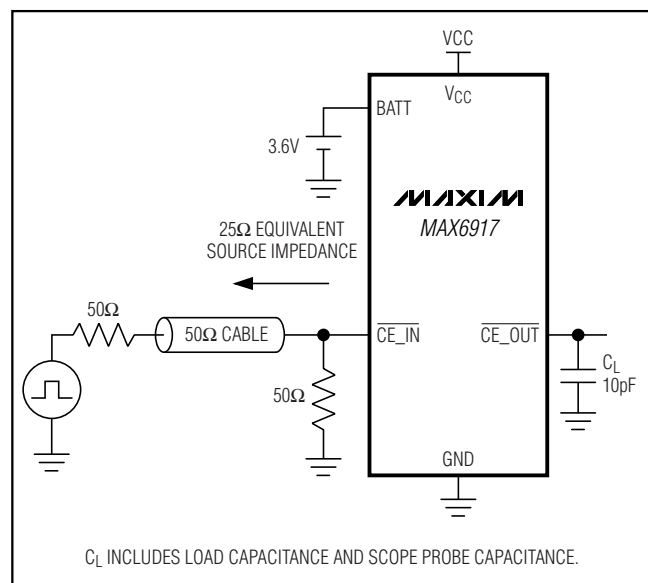 VCC
VCC
BATT
3.6V
MAXIM
MAX6917
25Ω EQUIVALENT
SOURCE IMPEDANCE
50Ω
50Ω CABLE
CE_IN
CE_OUT
50Ω
CL
10pF
GND
CL INCLUDES LOAD CAPACITANCE AND SCOPE PROBE CAPACITANCE.